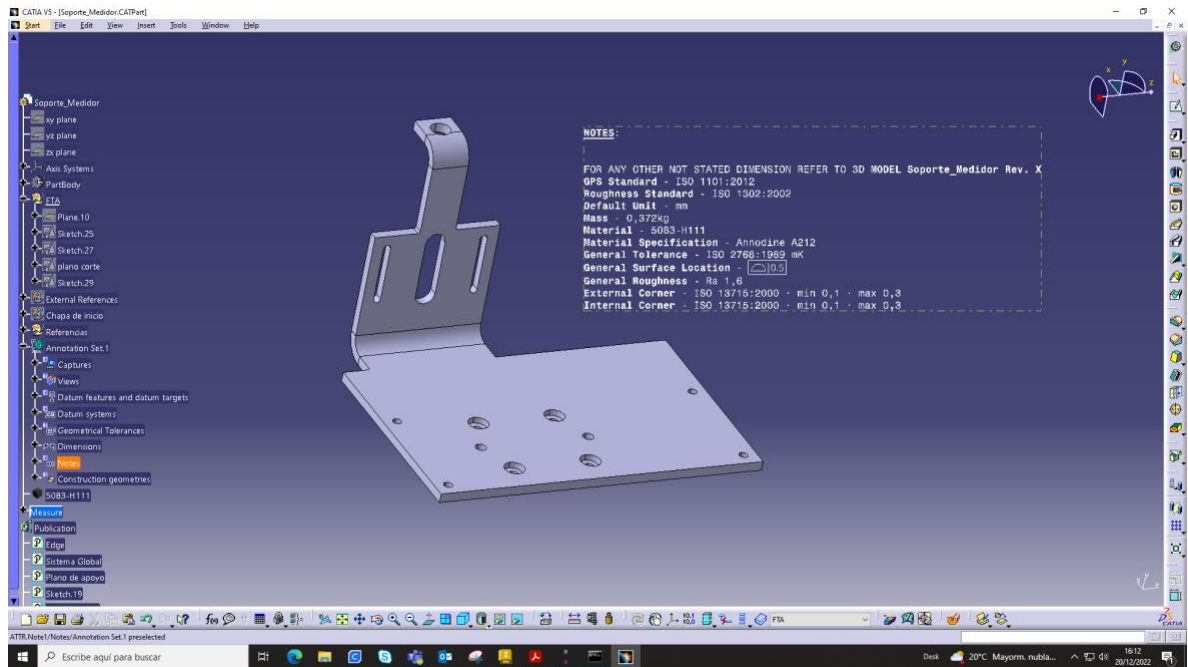 CATIA V5 - [Soporte_Medidor.CATPart]
Start File Edit View Insert Tools Window Help
Soporte_Medidor
xy plane
yz plane
zx plane
Axis Systems
PartBody
FTA
Plane.10
Sketch.25
Sketch.27
plano corte
Sketch.29
External References
Chapa de inicio
Referencias
Annotation Set.1
Captures
Views
Datum features and datum targets
Datum systems
Geometrical Tolerances
Dimensions
Notes
Construction geometries
5083-H111
Measure
Publication
Edge
Sistema Global
Plano de apoyo
Sketch.19
NOTES:
FOR ANY OTHER NOT STATED DIMENSION REFER TO 3D MODEL Soporte_Medidor Rev. X
GPS Standard - ISO 1101:2012
Roughness Standard - ISO 1302:2002
Default Unit - mm
Mass - 0,372kg
Material - 5083-H111
Material Specification - Annodine A212
General Tolerance - ISO 2768:1989 mK
General Surface Location - 0.5
General Roughness - Ra 1,6
External Corner - ISO 13715:2000 - min 0,1 - max 0,3
Internal Corner - ISO 13715:2000 - min 0,1 - max 0,3
x y z
FTA
CATIA
ATTR.Note1/Notes/Annotation Set.1 preselected
Escribe aquí para buscar
Desk 20°C Mayorm. nubla...
16:12
20/12/2022